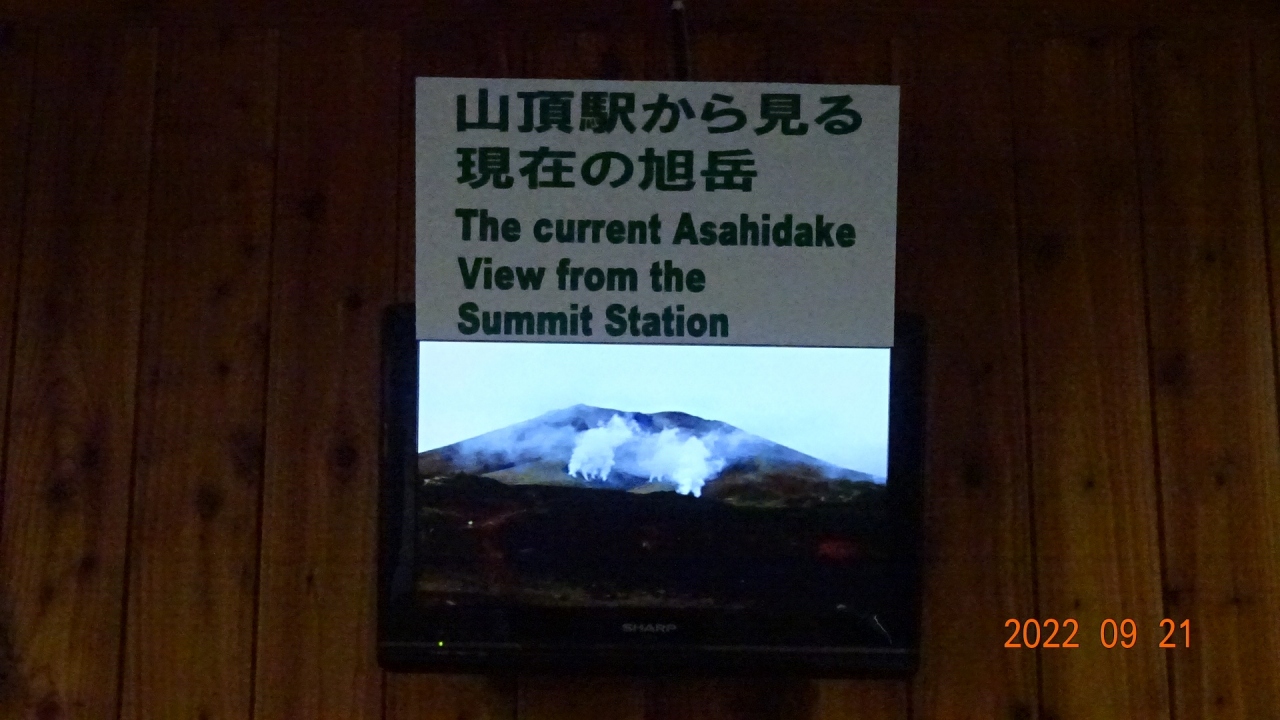 山頂駅から見る
現在の旭岳
The current Asahidake
View from the
Summit Station
SHARP
2022 09 21